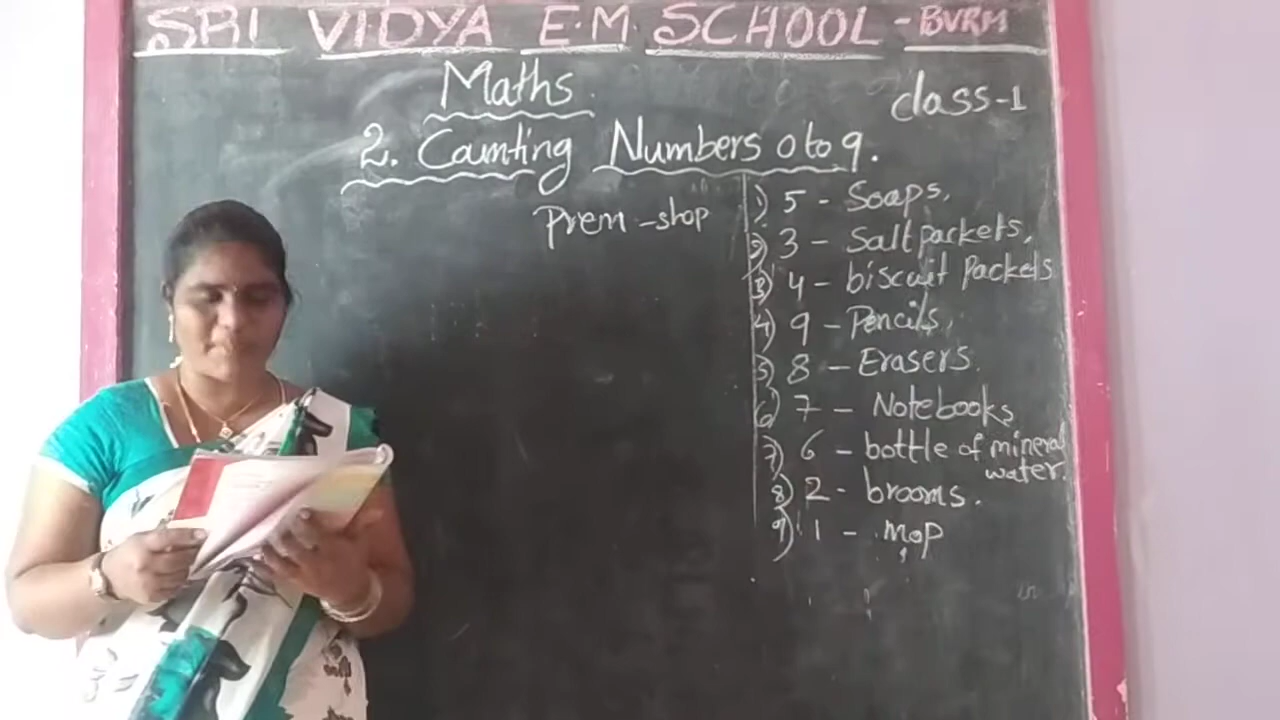 SRI VIDYA E.M SCHOOL - BVRM
Maths
class-1
2. Counting Numbers 0 to 9.
Prem - shop
1) 5 - Soaps,
2) 3 - Salt packets,
3) 4 - biscuit Packets
4) 9 - Pencils,
5) 8 - Erasers.
6) 7 - Notebooks,
7) 6 - bottle of mineral
water.
8) 2 - brooms.
9) 1 - mop